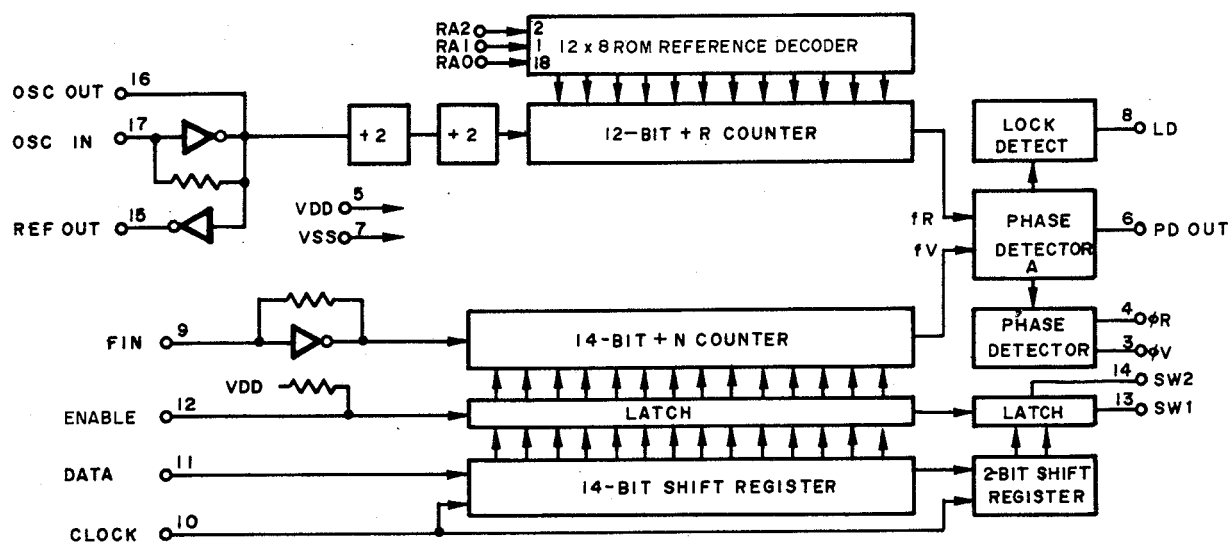 RA2 2
RA1 1 12 x 8 ROM REFERENCE DECODER
RA0 18
OSC OUT 16
OSC IN 17
+2
+2
12-BIT + R COUNTER
LOCK DETECT
8 LD
REF OUT 15
VDD 5
VSS 7
fR
fV
PHASE DETECTOR A
6 PD OUT
FIN 9
14-BIT + N COUNTER
PHASE DETECTOR
4 ϕR
3 ϕV
VDD
ENABLE 12
LATCH
LATCH
14 SW2
13 SW1
DATA 11
14-BIT SHIFT REGISTER
2-BIT SHIFT REGISTER
CLOCK 10